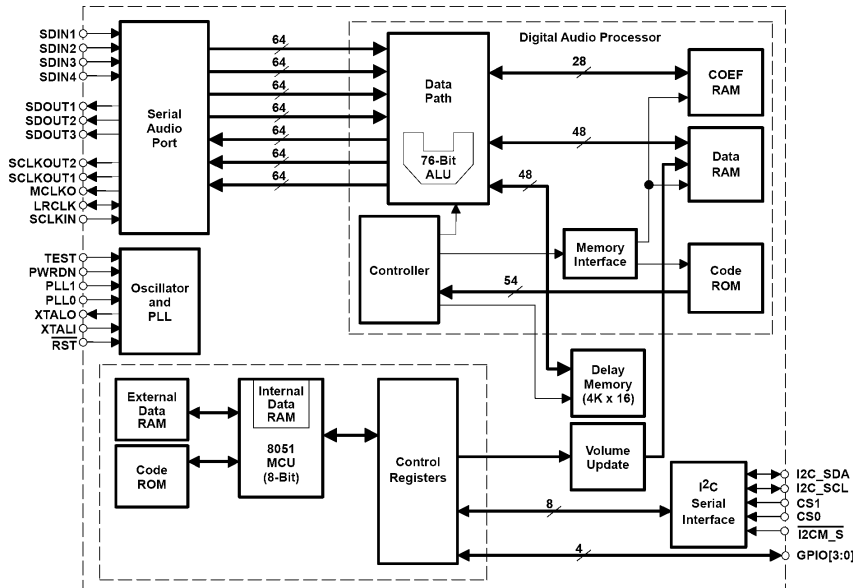 SDIN1
SDIN2
SDIN3
SDIN4
SDOUT1
SDOUT2
SDOUT3
SCLKOUT2
SCLKOUT1
MCLKO
LRCLK
SCLKIN
Serial
Audio
Port
64
64
64
64
64
64
64
Digital Audio Processor
Data
Path
76-Bit
ALU
28
COEF
RAM
48
Data
RAM
48
Controller
Memory
Interface
54
Code
ROM
TEST
PWRDN
PLL1
PLL0
XTALO
XTALI
RST
Oscillator
and
PLL
Delay
Memory
(4K x 16)
External
Data
RAM
Code
ROM
Internal
Data
RAM
8051
MCU
(8-Bit)
Control
Registers
Volume
Update
8
4
I2C
Serial
Interface
I2C_SDA
I2C_SCL
CS1
CS0
I2CM_S
GPIO[3:0]